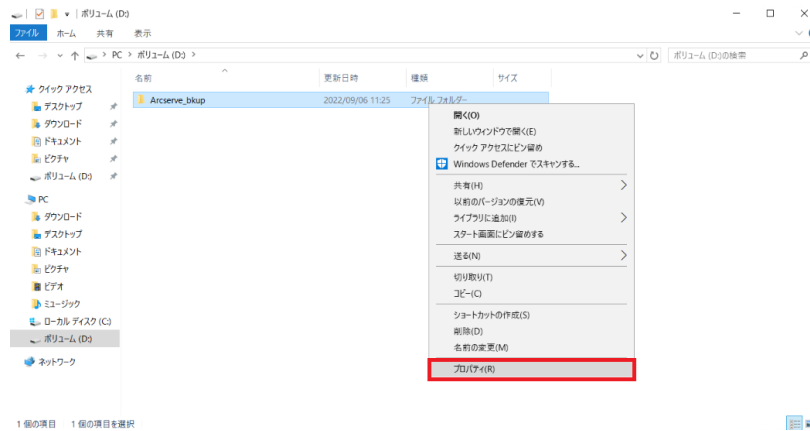 ボリューム (D:)
ファイル ホーム 共有 表示
PC > ボリューム (D:) >
ボリューム (D:)の検索
名前 更新日時 種類 サイズ
Arcserve_bkup 2022/09/06 11:25 ファイル フォルダー
クイック アクセス
デスクトップ
ダウンロード
ドキュメント
ピクチャ
ボリューム (D:)
PC
ダウンロード
デスクトップ
ドキュメント
ピクチャ
ビデオ
ミュージック
ローカル ディスク (C:)
ボリューム (D:)
ネットワーク
開く(O)
新しいウィンドウで開く(E)
クイック アクセスにピン留め
Windows Defender でスキャンする...
共有(H)
以前のバージョンの復元(V)
ライブラリに追加(I)
スタート画面にピン留めする
送る(N)
切り取り(T)
コピー(C)
ショートカットの作成(S)
削除(D)
名前の変更(M)
プロパティ(R)
1 個の項目 1 個の項目を選択